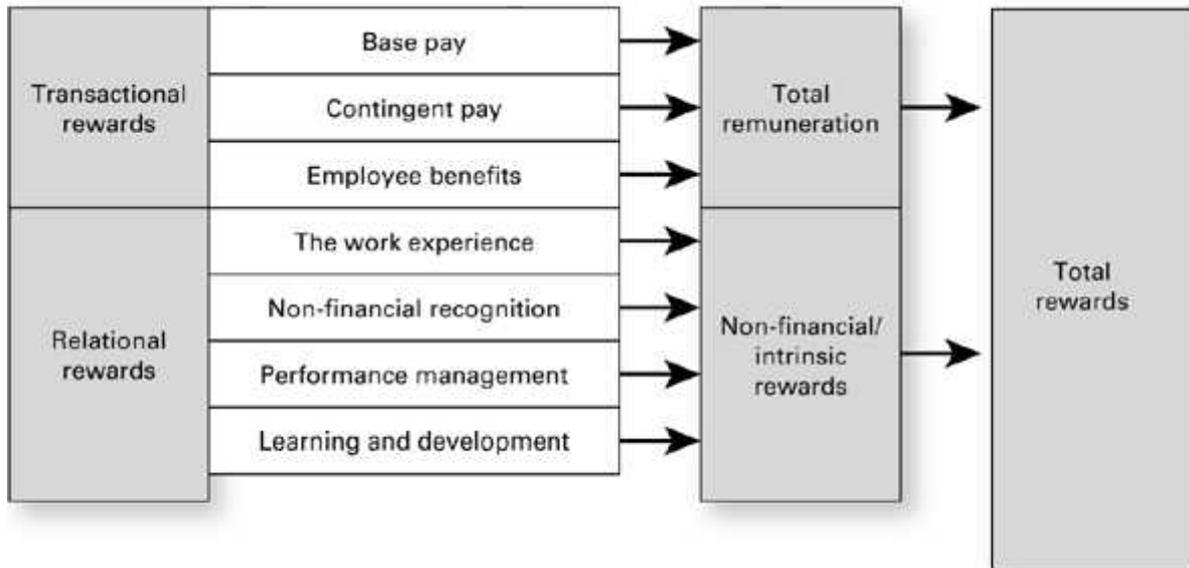 Transactional
rewards
Base pay
Contingent pay
Employee benefits
Total
remuneration
Relational
rewards
The work experience
Non-financial recognition
Performance management
Learning and development
Non-financial/
intrinsic
rewards
Total
rewards